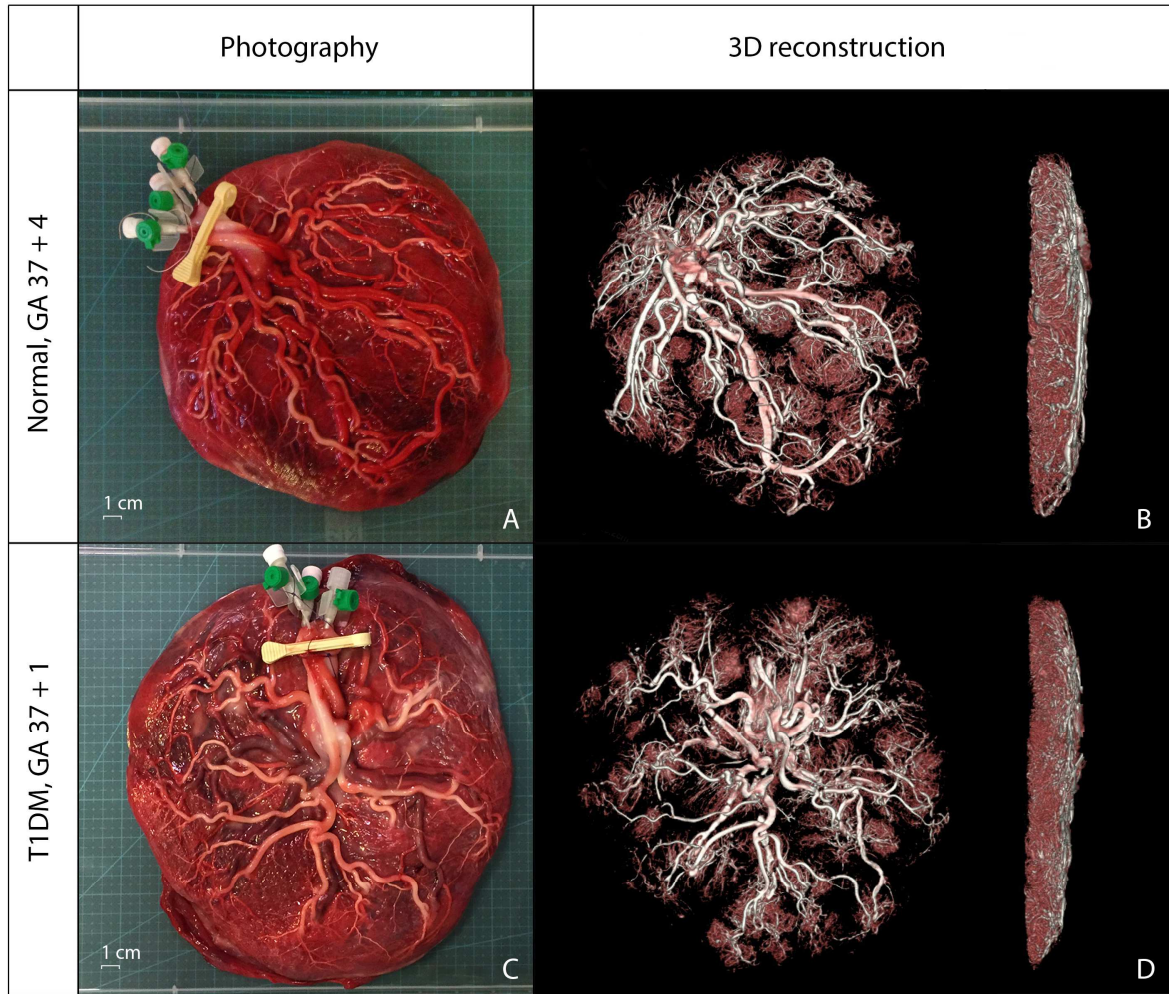 Photography
3D reconstruction
Normal, GA 37 + 4
1 cm
A
B
T1DM, GA 37 + 1
1 cm
C
D